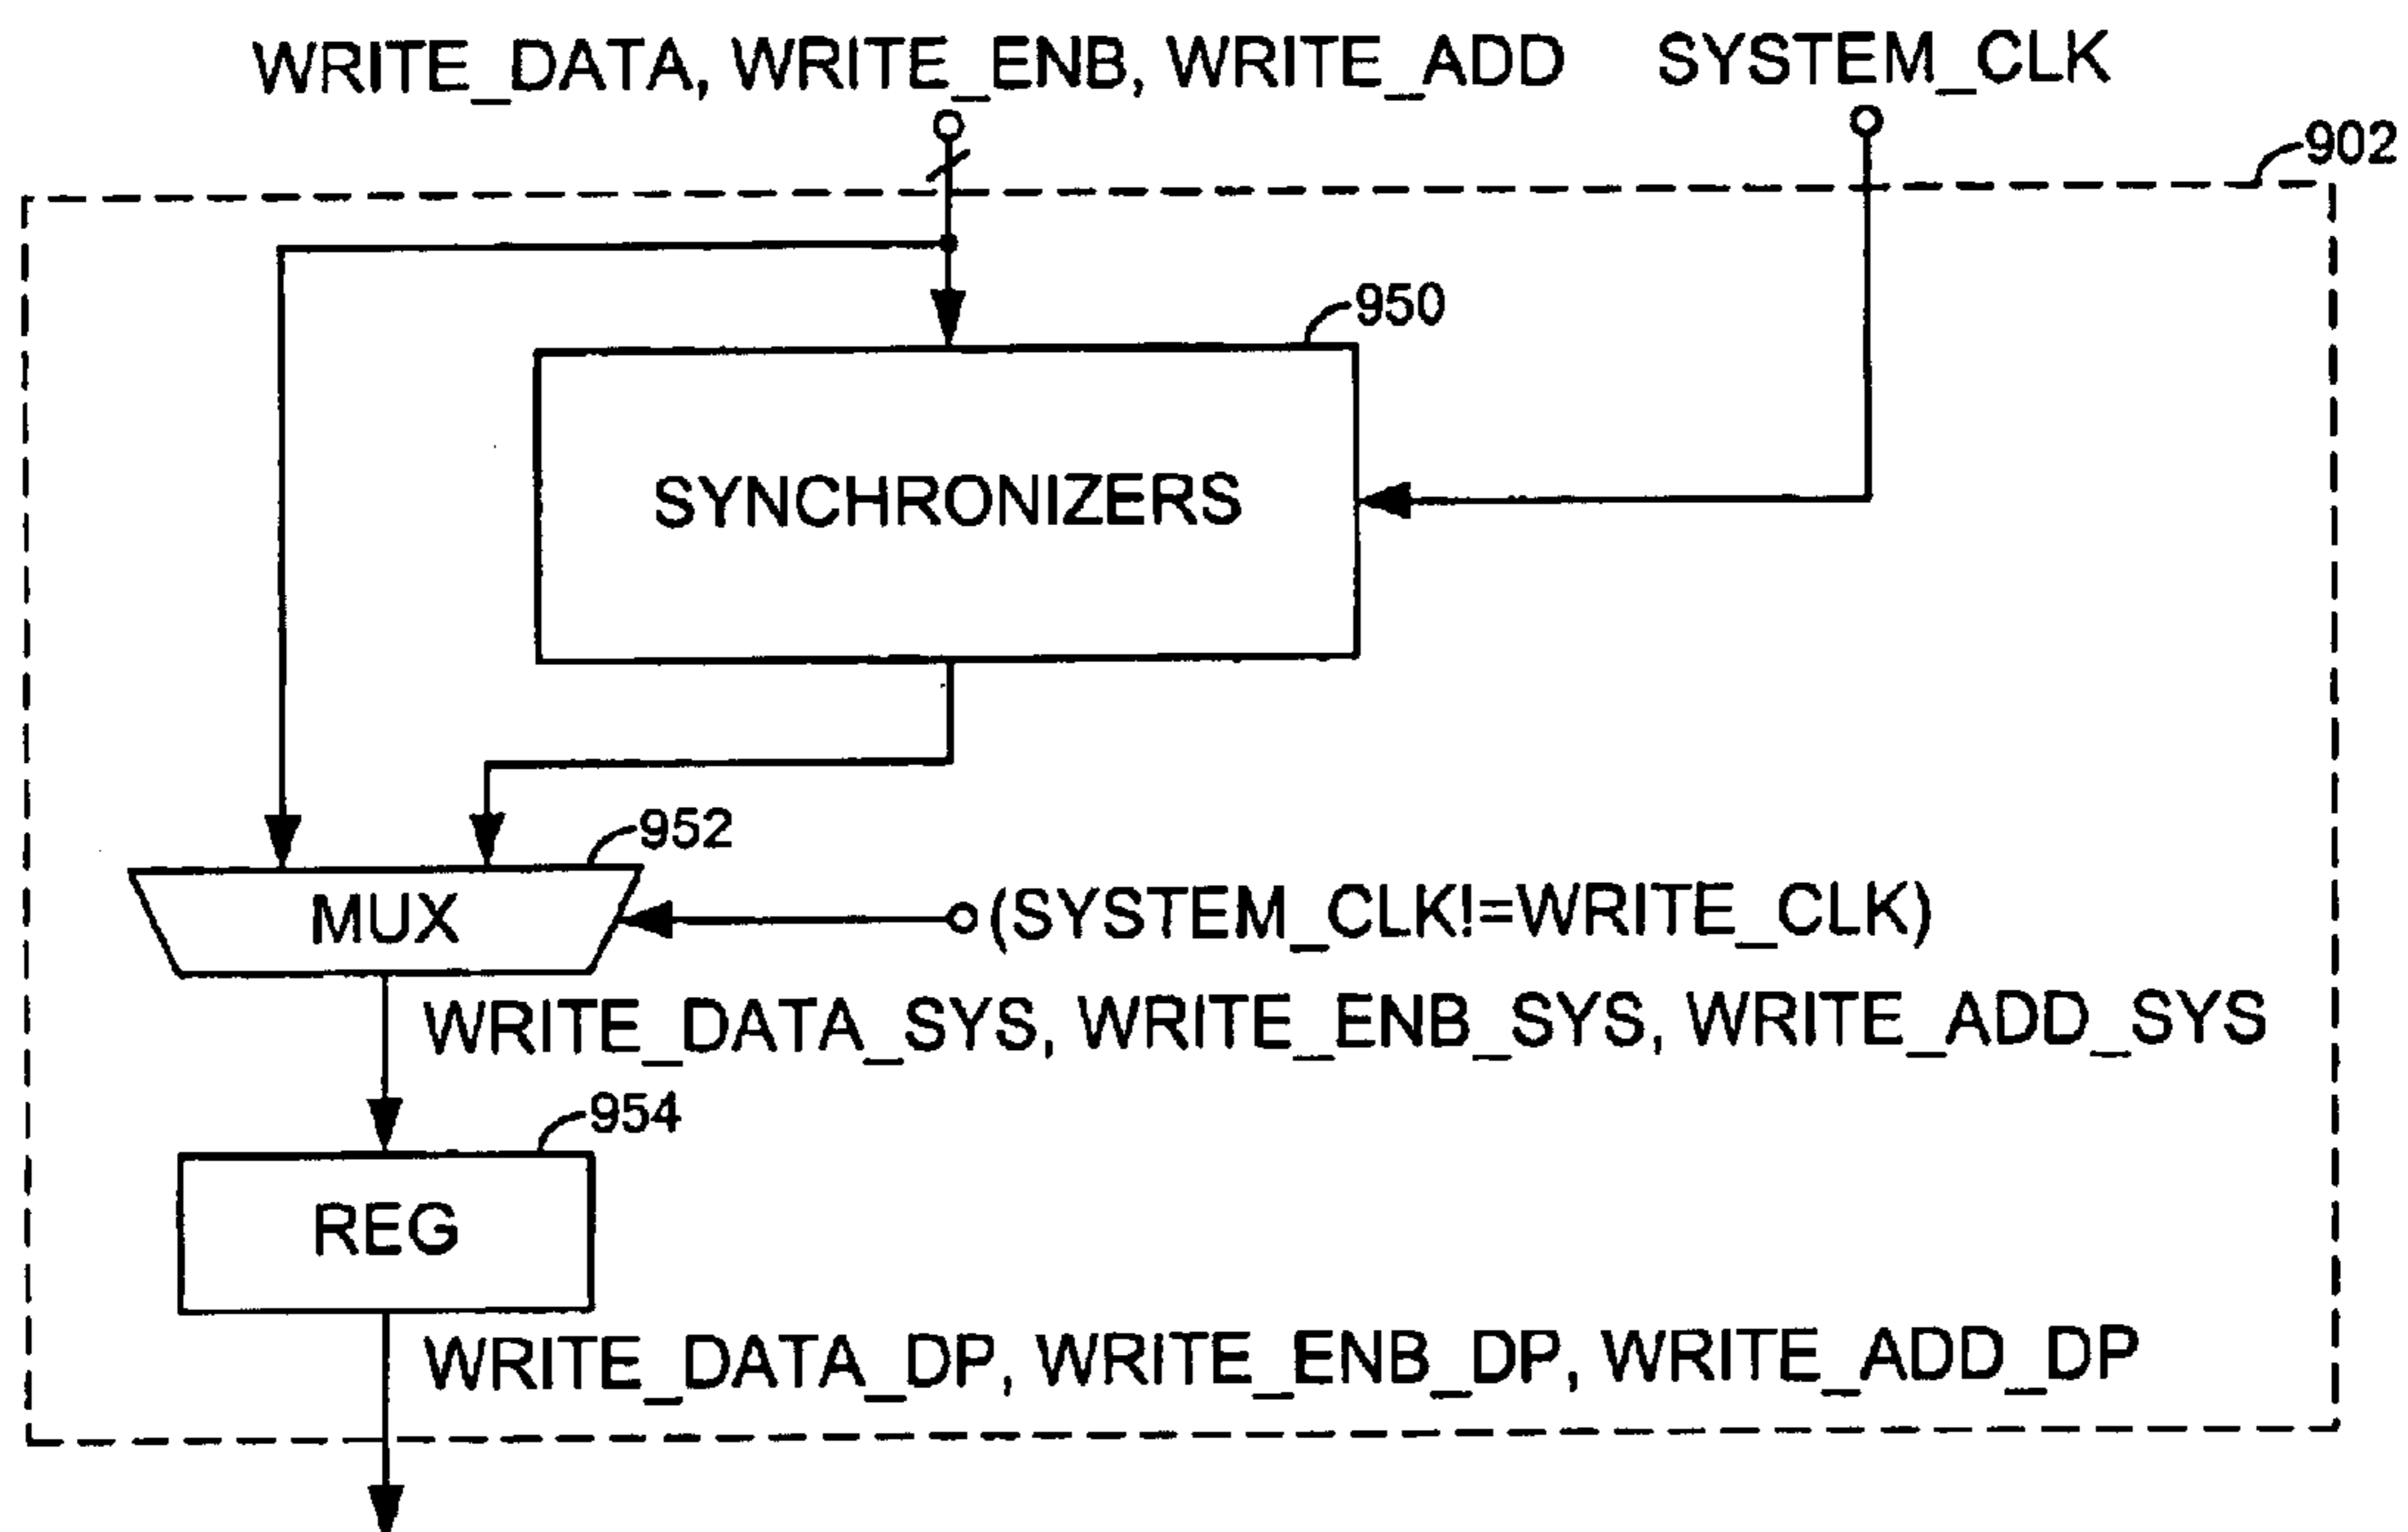 WRITE_DATA, WRITE_ENB, WRITE_ADD SYSTEM_CLK
902
950
SYNCHRONIZERS
952
MUX
(SYSTEM_CLK!=WRITE_CLK)
WRITE_DATA_SYS, WRITE_ENB_SYS, WRITE_ADD_SYS
954
REG
WRITE_DATA_DP, WRITE_ENB_DP, WRITE_ADD_DP